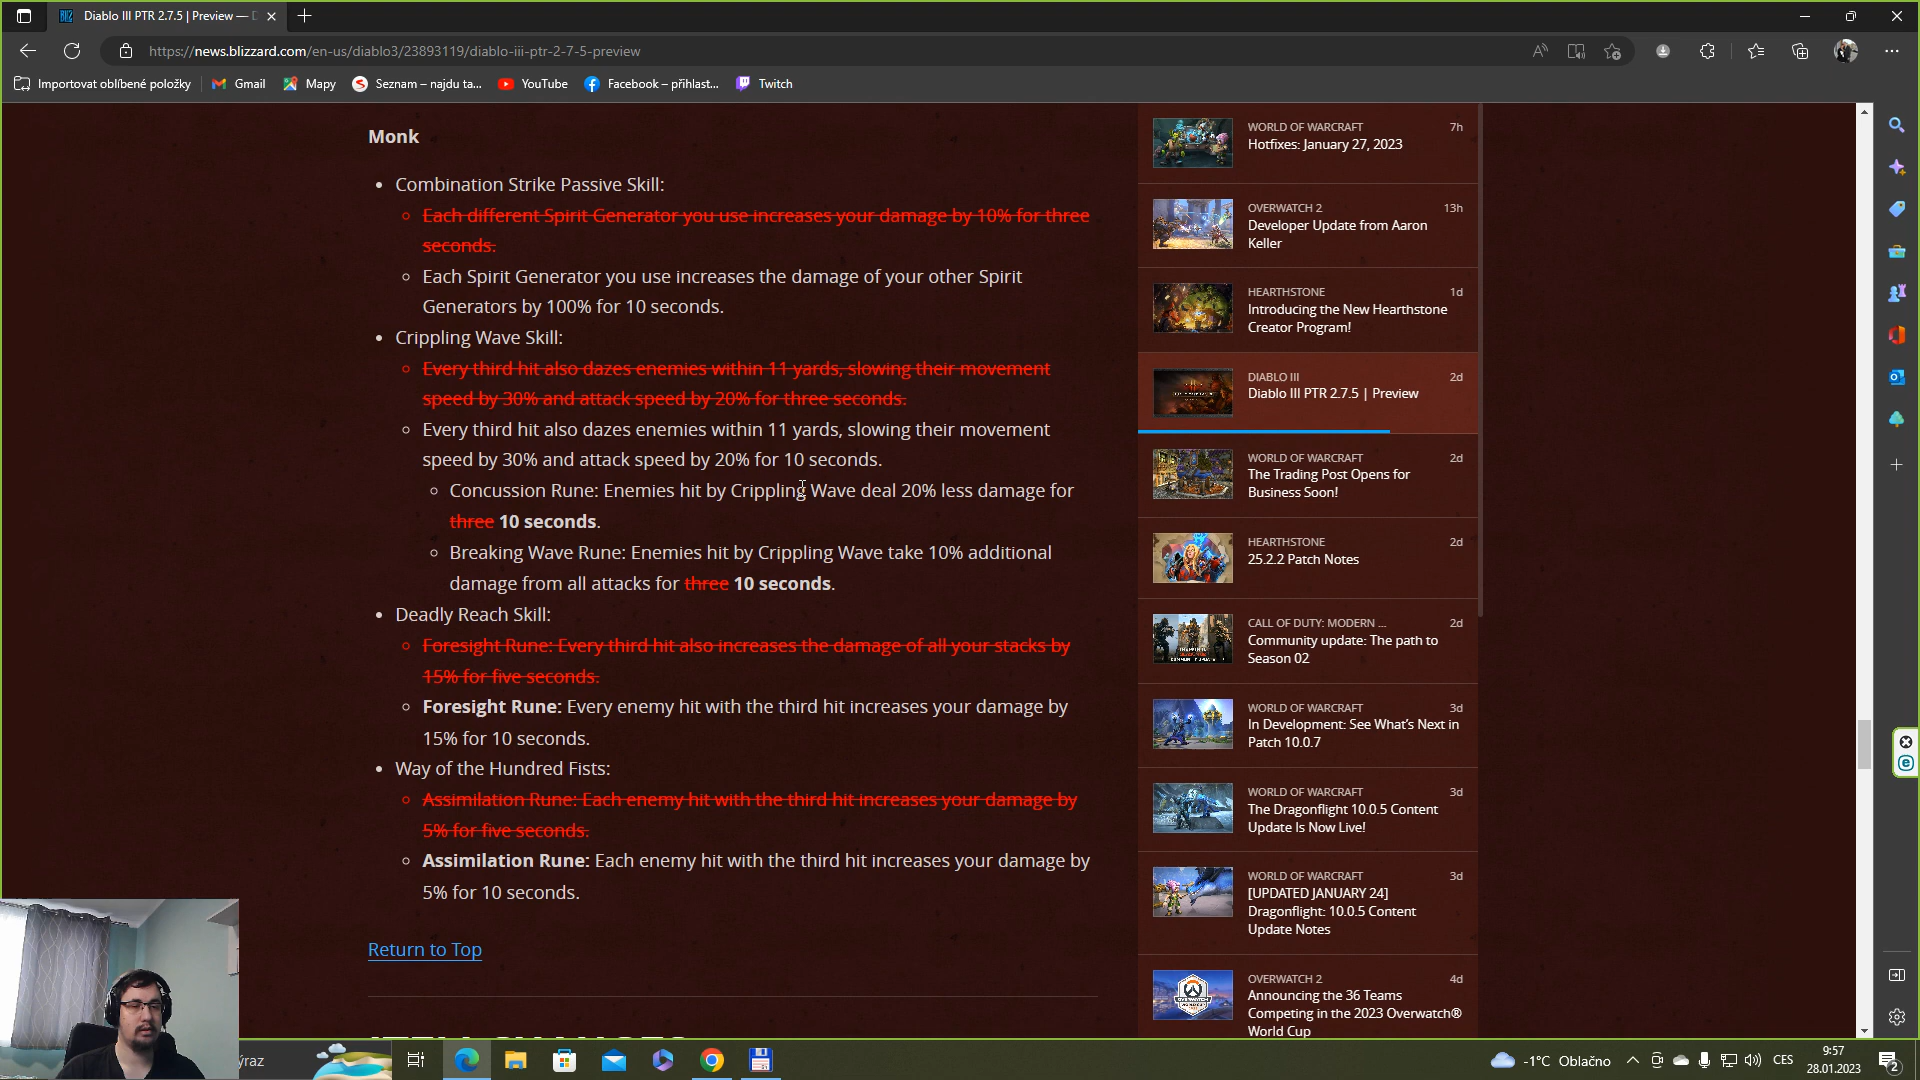 Diablo III PTR 2.7.5 | Preview —
https://news.blizzard.com/en-us/diablo3/23893119/diablo-iii-ptr-2-7-5-preview
Importovat oblíbené položky
Gmail
Mapy
Seznam – najdu ta...
YouTube
Facebook – přihlast...
Twitch
Monk
Combination Strike Passive Skill:
Each different Spirit Generator you use increases your damage by 10% for three
seconds.
Each Spirit Generator you use increases the damage of your other Spirit
Generators by 100% for 10 seconds.
Crippling Wave Skill:
Every third hit also dazes enemies within 11 yards, slowing their movement
speed by 30% and attack speed by 20% for three seconds.
Every third hit also dazes enemies within 11 yards, slowing their movement
speed by 30% and attack speed by 20% for 10 seconds.
Concussion Rune: Enemies hit by Crippling Wave deal 20% less damage for
three 10 seconds.
Breaking Wave Rune: Enemies hit by Crippling Wave take 10% additional
damage from all attacks for three 10 seconds.
Deadly Reach Skill:
Foresight Rune: Every third hit also increases the damage of all your stacks by
15% for five seconds.
Foresight Rune: Every enemy hit with the third hit increases your damage by
15% for 10 seconds.
Way of the Hundred Fists:
Assimilation Rune: Each enemy hit with the third hit increases your damage by
5% for five seconds.
Assimilation Rune: Each enemy hit with the third hit increases your damage by
5% for 10 seconds.
Return to Top
WORLD OF WARCRAFT 7h
Hotfixes: January 27, 2023
OVERWATCH 2 13h
Developer Update from Aaron
Keller
HEARTHSTONE 1d
Introducing the New Hearthstone
Creator Program!
DIABLO III 2d
Diablo III PTR 2.7.5 | Preview
WORLD OF WARCRAFT 2d
The Trading Post Opens for
Business Soon!
HEARTHSTONE 2d
25.2.2 Patch Notes
CALL OF DUTY: MODERN ... 2d
Community update: The path to
Season 02
WORLD OF WARCRAFT 3d
In Development: See What's Next in
Patch 10.0.7
WORLD OF WARCRAFT 3d
The Dragonflight 10.0.5 Content
Update Is Now Live!
WORLD OF WARCRAFT 3d
[UPDATED JANUARY 24]
Dragonflight: 10.0.5 Content
Update Notes
OVERWATCH 2 4d
Announcing the 36 Teams
Competing in the 2023 Overwatch®
World Cup
ýraz
-1°C Oblačno
CES
9:57
28.01.2023
2